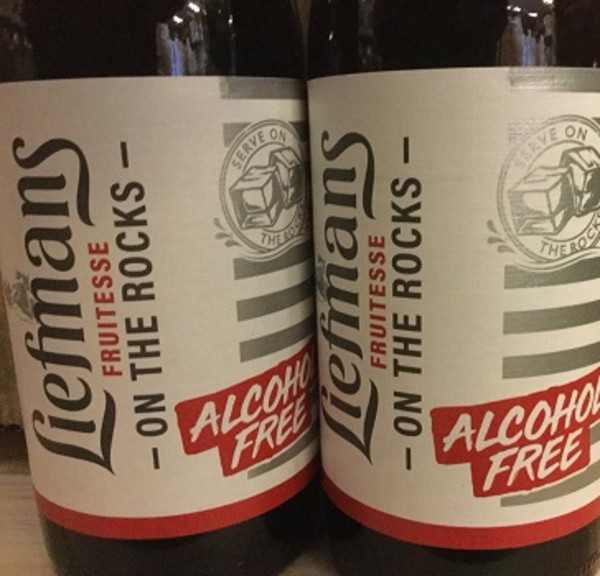 Liefmans
FRUITESSE
— ON THE ROCKS —
SERVE ON
THE ROCKS
ALCOHO
FREE
Liefmans
FRUITESSE
— ON THE ROCKS —
SERVE ON
THE ROCKS
ALCOHOL
FREE